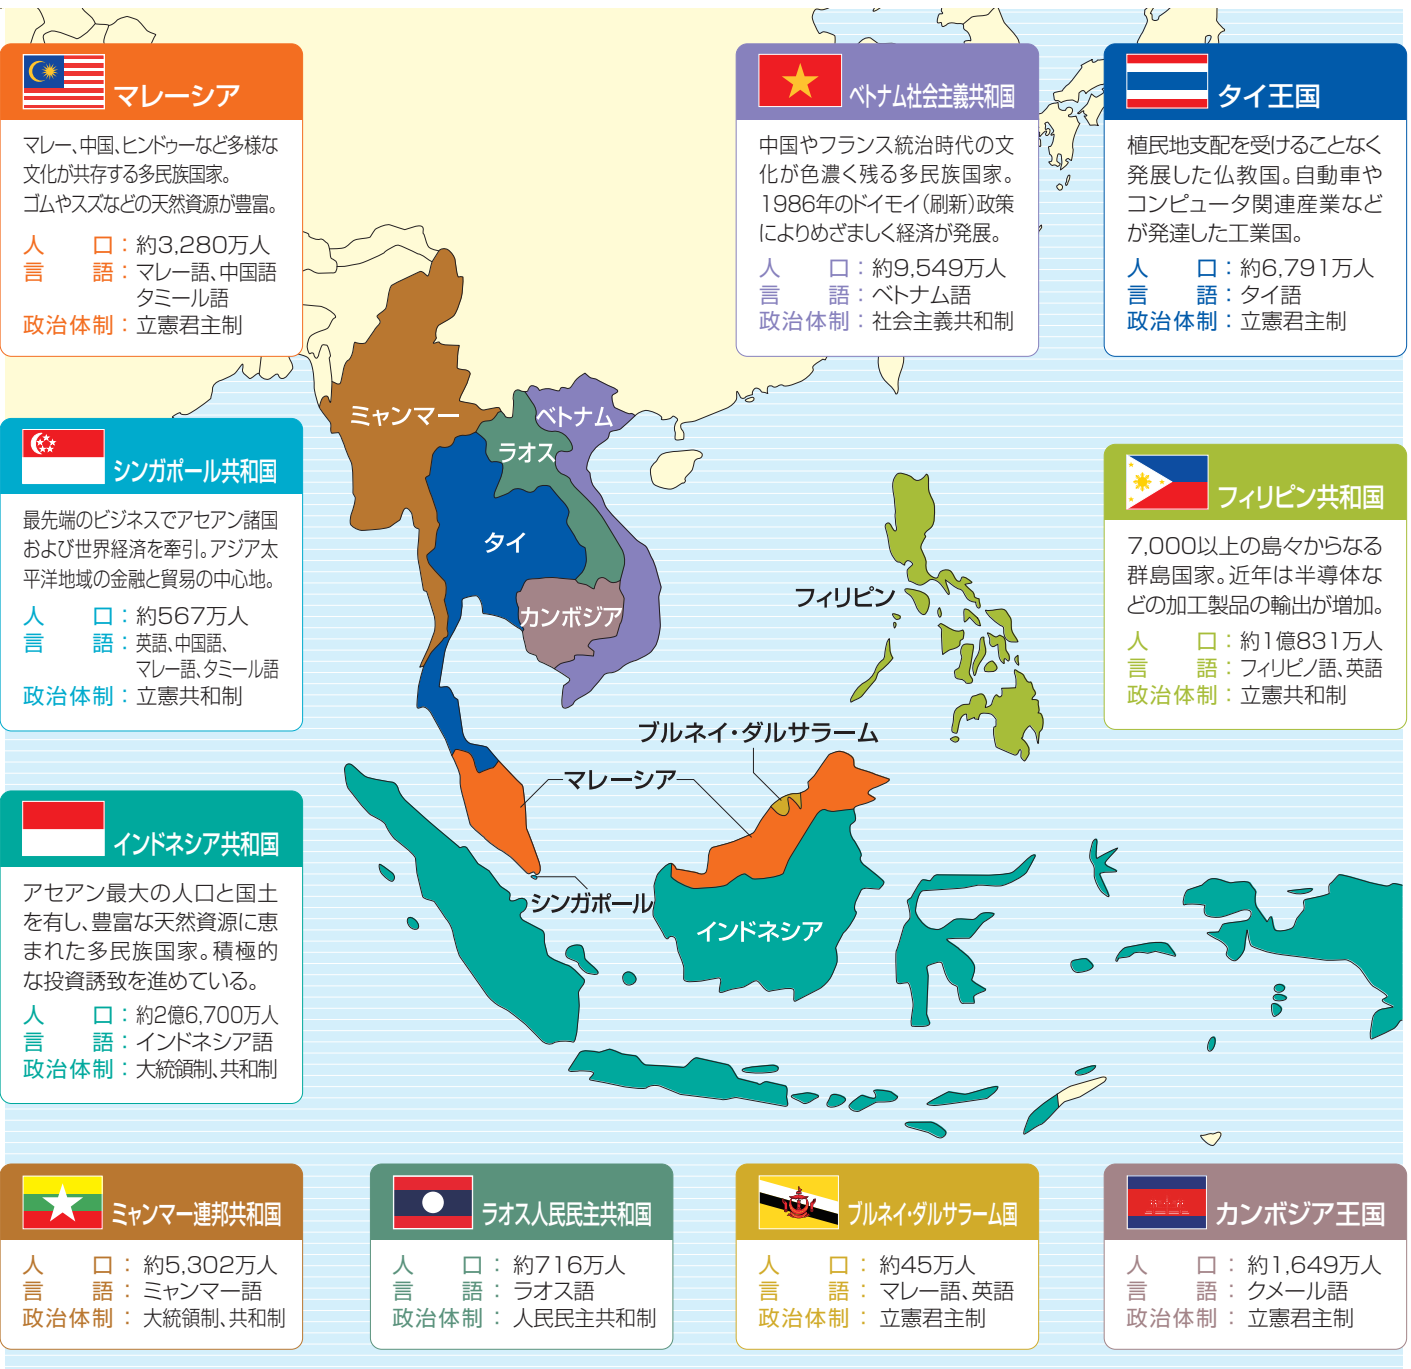 マレーシア
マレー、中国、ヒンドゥーなど多様な
文化が共存する多民族国家。
ゴムやスズなどの天然資源が豊富。
人口：約3,280万人
言語：マレー語、中国語
タミール語
政治体制：立憲君主制
ベトナム社会主義共和国
中国やフランス統治時代の文
化が色濃く残る多民族国家。
1986年のドイモイ（刷新）政策
によりめざましく経済が発展。
人口：約9,549万人
言語：ベトナム語
政治体制：社会主義共和制
タイ王国
植民地支配を受けることなく
発展した仏教国。自動車や
コンピュータ関連産業など
が発達した工業国。
人口：約6,791万人
言語：タイ語
政治体制：立憲君主制
シンガポール共和国
最先端のビジネスでアセアン諸国
および世界経済を牽引。アジア太
平洋地域の金融と貿易の中心地。
人口：約567万人
言語：英語、中国語、
マレー語、タミール語
政治体制：立憲共和制
フィリピン共和国
7,000以上の島々からなる
群島国家。近年は半導体な
どの加工製品の輸出が増加。
人口：約1億831万人
言語：フィリピノ語、英語
政治体制：立憲共和制
ミャンマー
ベトナム
ラオス
タイ
カンボジア
フィリピン
ブルネイ・ダルサラーム
マレーシア
シンガポール
インドネシア
インドネシア共和国
アセアン最大の人口と国土
を有し、豊富な天然資源に恵
まれた多民族国家。積極的
な投資誘致を進めている。
人口：約2億6,700万人
言語：インドネシア語
政治体制：大統領制、共和制
ミャンマー連邦共和国
人口：約5,302万人
言語：ミャンマー語
政治体制：大統領制、共和制
ラオス人民民主共和国
人口：約716万人
言語：ラオス語
政治体制：人民民主共和制
ブルネイ・ダルサラーム国
人口：約45万人
言語：マレー語、英語
政治体制：立憲君主制
カンボジア王国
人口：約1,649万人
言語：クメール語
政治体制：立憲君主制